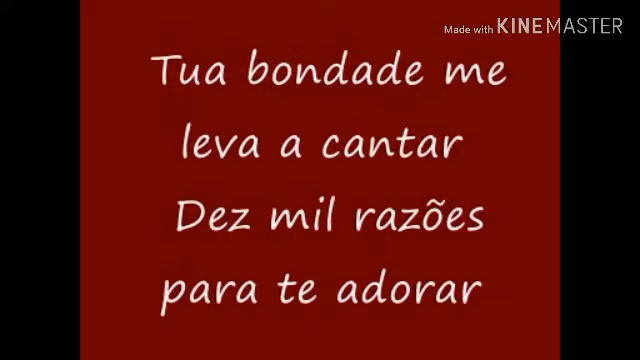 Made with KINEMASTER
Tua bondade me
leva a cantar
Dez mil razões
para te adorar